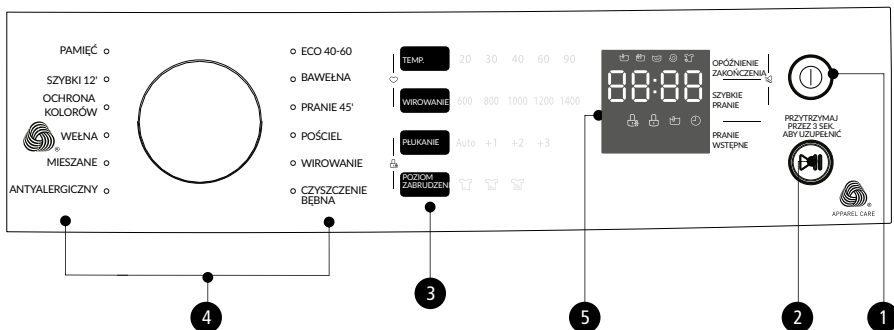 PAMIĘĆ
SZYBKI 12'
OCHRONA
KOLORÓW
WEŁNA
MIESZANE
ANTYALERGICZNY
ECO 40-60
BAWEŁNA
PRANIE 45'
POŚCIEL
WIROWANIE
CZYSZCZENIE
BĘBNA
TEMP. 20 30 40 60 90
WIROWANIE 600 800 1000 1200 1400
PŁUKANIE Auto +1 +2 +3
POZIOM
ZABRUDZENI
88:88
OPÓŹNIENIE
ZAKOŃCZENIA
SZYBKIE
PRANIE
PRANIE
WSTĘPNE
PRZYTRZYMAJ
PRZEZ 3 SEK.
ABY UZUPEŁNIĆ
APPAREL CARE
4
3
5
2
1